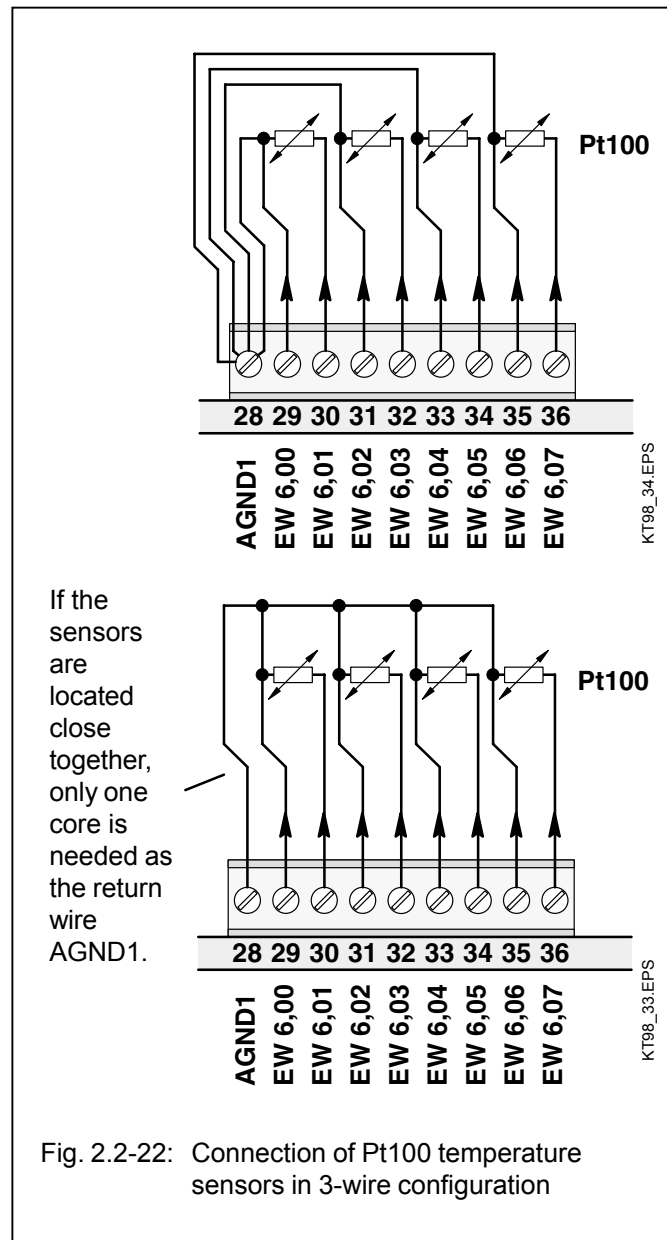 Pt100
28 29 30 31 32 33 34 35 36
AGND1
EW 6,00
EW 6,01
EW 6,02
EW 6,03
EW 6,04
EW 6,05
EW 6,06
EW 6,07
KT98_34.EPS
If the
sensors
are
located
close
together,
only one
core is
needed as
the return
wire
AGND1.
Pt100
28 29 30 31 32 33 34 35 36
AGND1
EW 6,00
EW 6,01
EW 6,02
EW 6,03
EW 6,04
EW 6,05
EW 6,06
EW 6,07
KT98_33.EPS
Fig. 2.2-22: Connection of Pt100 temperature
sensors in 3-wire configuration